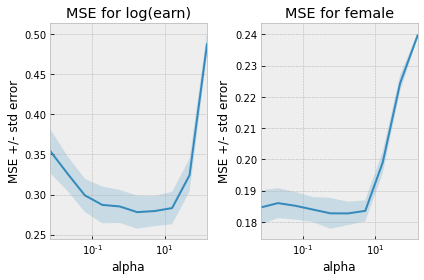 MSE for log(earn)
MSE +/- std error
0.50
0.45
0.40
0.35
0.30
0.25
10⁻¹
10¹
alpha
MSE for female
MSE +/- std error
0.24
0.23
0.22
0.21
0.20
0.19
0.18
10⁻¹
10¹
alpha